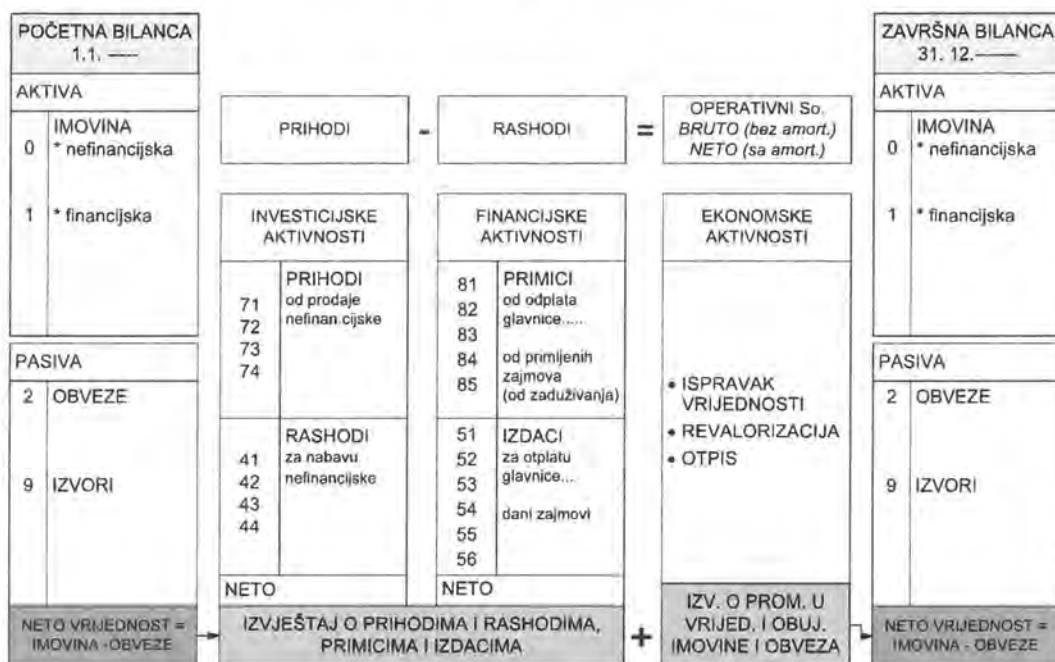 POČETNA BILANCA
1.1. ----
AKTIVA
IMOVINA
0 * nefinancijska
1 * financijska
PASIVA
2 OBVEZE
9 IZVORI
NETO VRIJEDNOST =
IMOVINA -OBVEZE
PRIHODI
-
RASHODI
=
OPERATIVNI So.
BRUTO (bez amort.)
NETO (sa amort.)
INVESTICIJSKE
AKTIVNOSTI
PRIHODI
71 od prodaje
72 nefinan cijske
73
74
RASHODI
41 za nabavu
42 nefinancijske
43
44
NETO
FINANCIJSKE
AKTIVNOSTI
81 PRIMICI
82 od odplata
83 glavnice.....
84 od primljenih
85 zajmova
(od zaduživanja)
51 IZDACI
52 za otplatu
53 glavnice...
54 dani zajmovi
55
56
NETO
IZVJEŠTAJ O PRIHODIMA I RASHODIMA,
PRIMICIMA I IZDACIMA
+
EKONOMSKE
AKTIVNOSTI
• ISPRAVAK
VRIJEDNOSTI
• REVALORIZACIJA
• OTPIS
IZV. O PROM. U
VRIJED. I OBUJ.
IMOVINE I OBVEZA
ZAVRŠNA BILANCA
31. 12.----
AKTIVA
IMOVINA
0 * nefinancijska
1 * financijska
PASIVA
2 OBVEZE
9 IZVORI
NETO VRIJEDNOST =
IMOVINA - OBVEZE